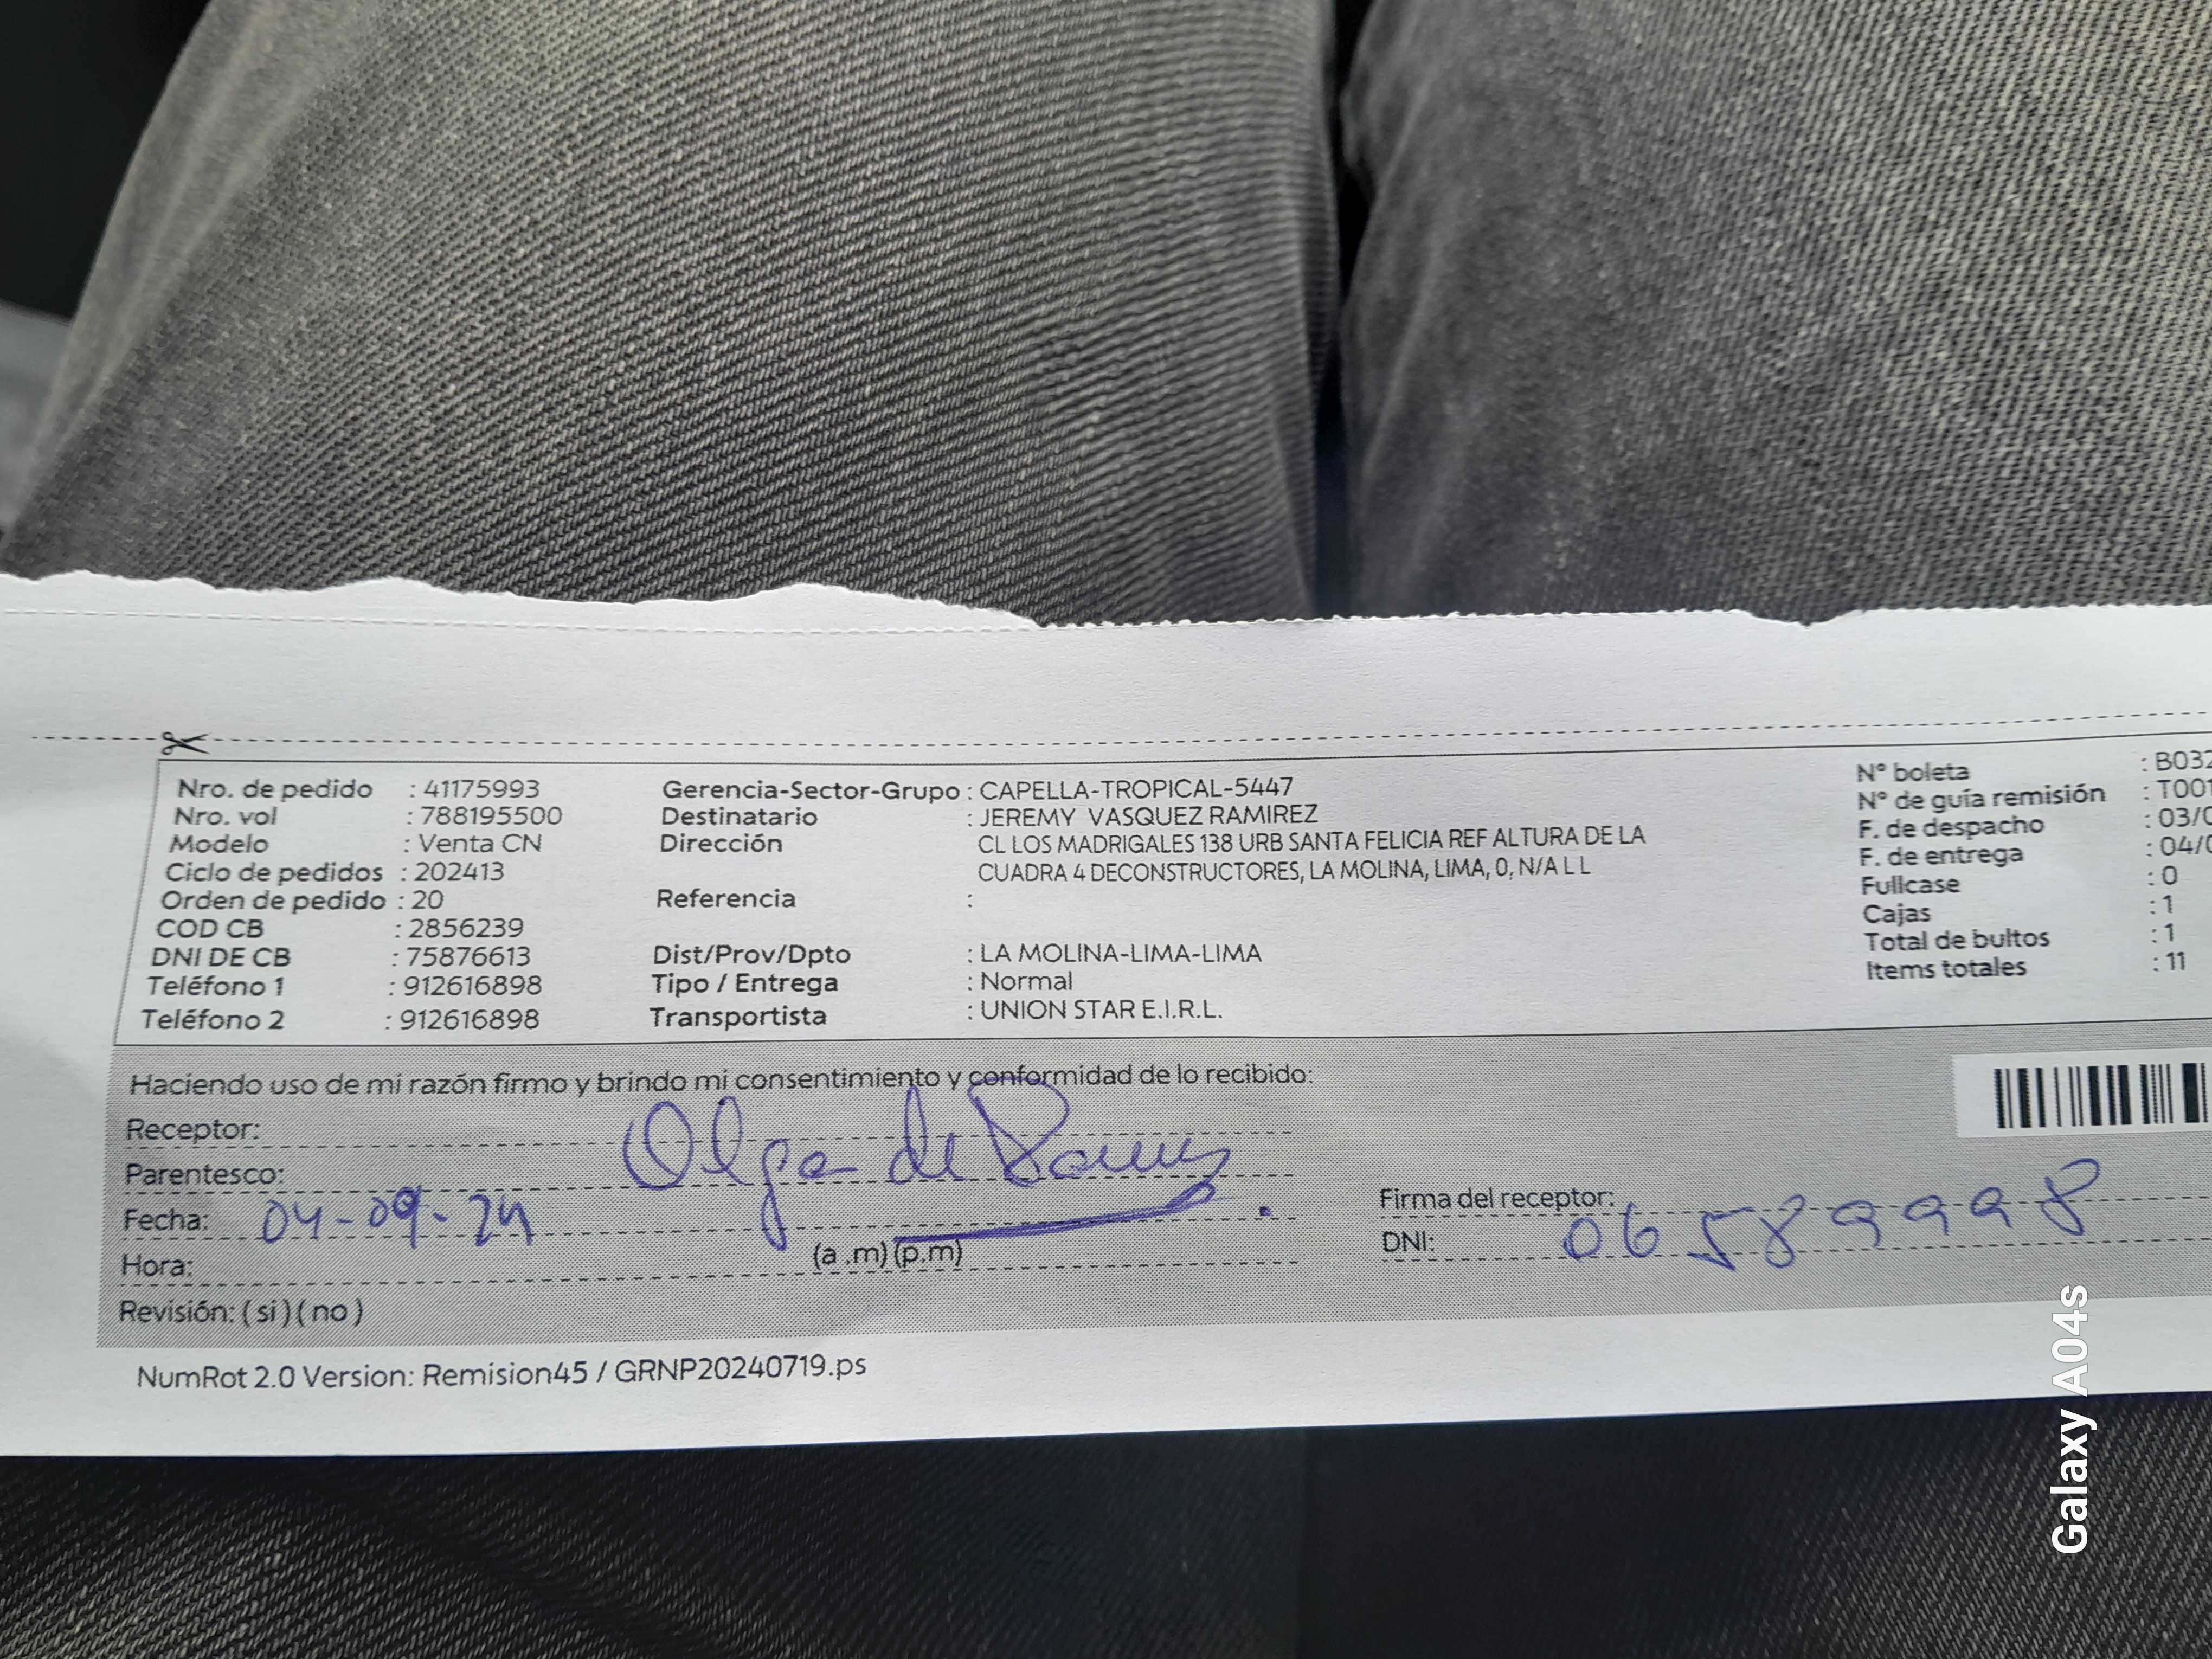 Nro. de pedido : 41175993
Nro. vol : 788195500
Modelo : Venta CN
Ciclo de pedidos : 202413
Orden de pedido : 20
COD CB : 2856239
DNI DE CB : 75876613
Teléfono 1 : 912616898
Teléfono 2 : 912616898
Gerencia-Sector-Grupo : CAPELLA-TROPICAL-5447
Destinatario : JEREMY VASQUEZ RAMIREZ
Dirección CL LOS MADRIGALES 138 URB SANTA FELICIA REF ALTURA DE LA
CUADRA 4 DECONSTRUCTORES, LA MOLINA, LIMA, 0, N/A L L
Referencia :
Dist/Prov/Dpto : LA MOLINA-LIMA-LIMA
Tipo / Entrega : Normal
Transportista : UNION STAR E.I.R.L.
N° boleta : B032
N° de guía remisión : T001
F. de despacho : 03/0
F. de entrega : 04/0
Fullcase : 0
Cajas : 1
Total de bultos : 1
Items totales : 11
Haciendo uso de mi razón firmo y brindo mi consentimiento y conformidad de lo recibido:
Receptor: Olga de
Parentesco:
Fecha: 04-09-24
Hora: (a .m) (p.m)
Revisión: ( si ) ( no )
Firma del receptor:
DNI: 06589998
NumRot 2.0 Version: Remision45 / GRNP20240719.ps
Galaxy A04s